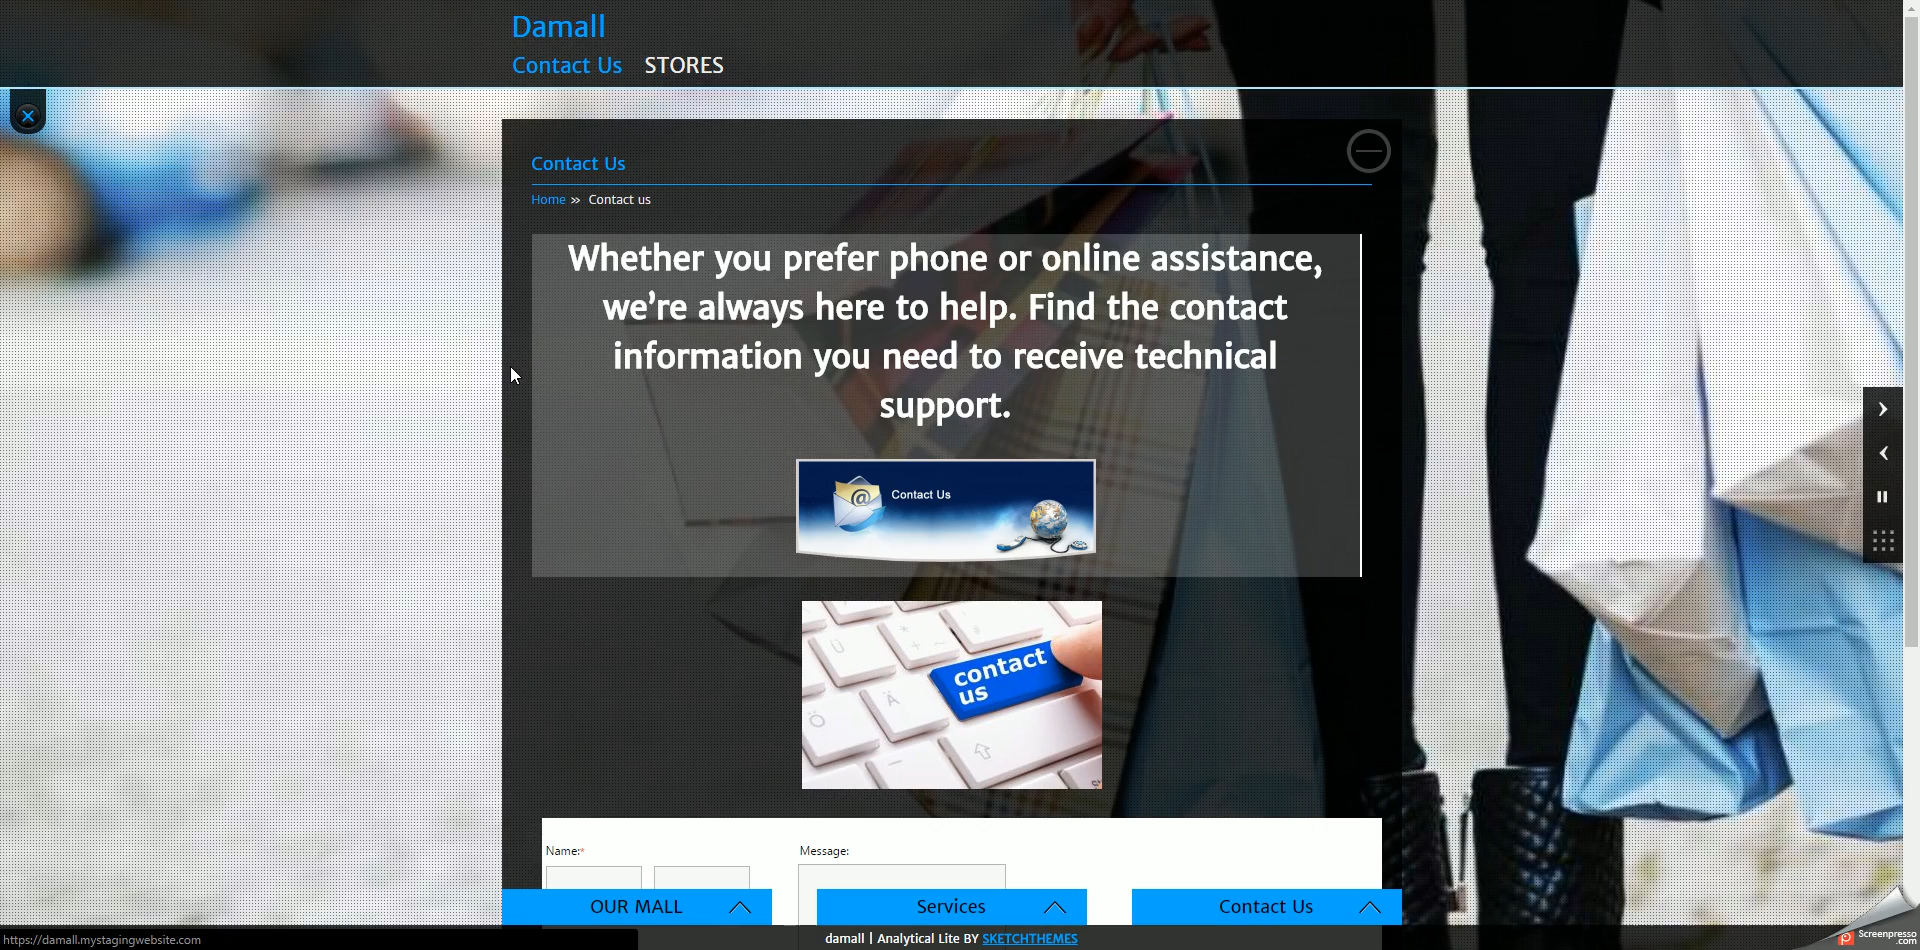 Damall
Contact Us STORES
Contact Us
Home » Contact us
Whether you prefer phone or online assistance,
we're always here to help. Find the contact
information you need to receive technical
support.
Contact Us
contact
us
Ü
Ö
Ä
Name:*
Message:
OUR MALL
Services
Contact Us
https://damall.mystagingwebsite.com
damall | Analytical Lite BY SKETCHTHEMES
Screenpresso
.com